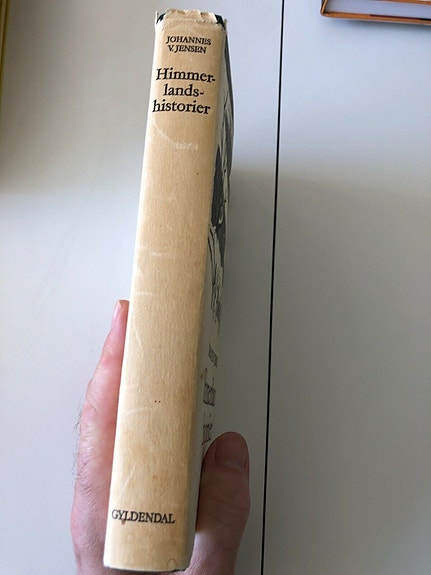 JOHANNES
V. JENSEN
Himmer-
lands-
historier
GYLDENDAL